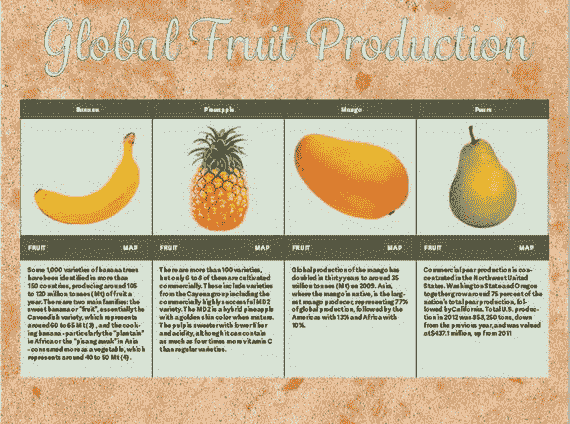 Global Fruit Production
Banana Pineapple Mango Pears
FRUIT MAP FRUIT MAP FRUIT MAP FRUIT MAP
Some 1,000 varieties of banana trees
have been identified in more than
150 countries, producing around 105
to 120 million tonnes (Mt) of fruit a
year. There are two main families: the
sweet banana or "fruit", essentially the
Cavendish variety, which represents
around 60 to 65 Mt (3) , and the cook-
ing banana - particularly the "plantain"
in Africa or the "pisang awak" in Asia
- consumed more as a vegetable, which
represents around 40 to 50 Mt (4) .
There are more than 100 varieties,
but only 6 to 8 of them are cultivated
commercially. These include varieties
from the Cayenne group including the
commercially highly successful MD2
variety. The MD2 is a hybrid pineapple
with a golden skin color when mature.
The pulp is sweeter with lower fiber
and acidity, although it can contain
as much as four times more vitamin C
than regular varieties.
Global production of the mango has
doubled in thirty years to around 35
million tonnes (Mt) en 2009. Asia,
where the mango is native, is the larg-
est mango producer, representing 77%
of global production, followed by the
Americas with 13% and Africa with
10%.
Commercial pear production is con-
centrated in the Northwest United
States. Washington State and Oregon
together grow around 75 percent of the
nation's total pear production, fol-
lowed by California. Total U.S. produc-
tion in 2012 was 858,250 tons, down
from the previous year, and was valued
at $437.1 million, up from 2011